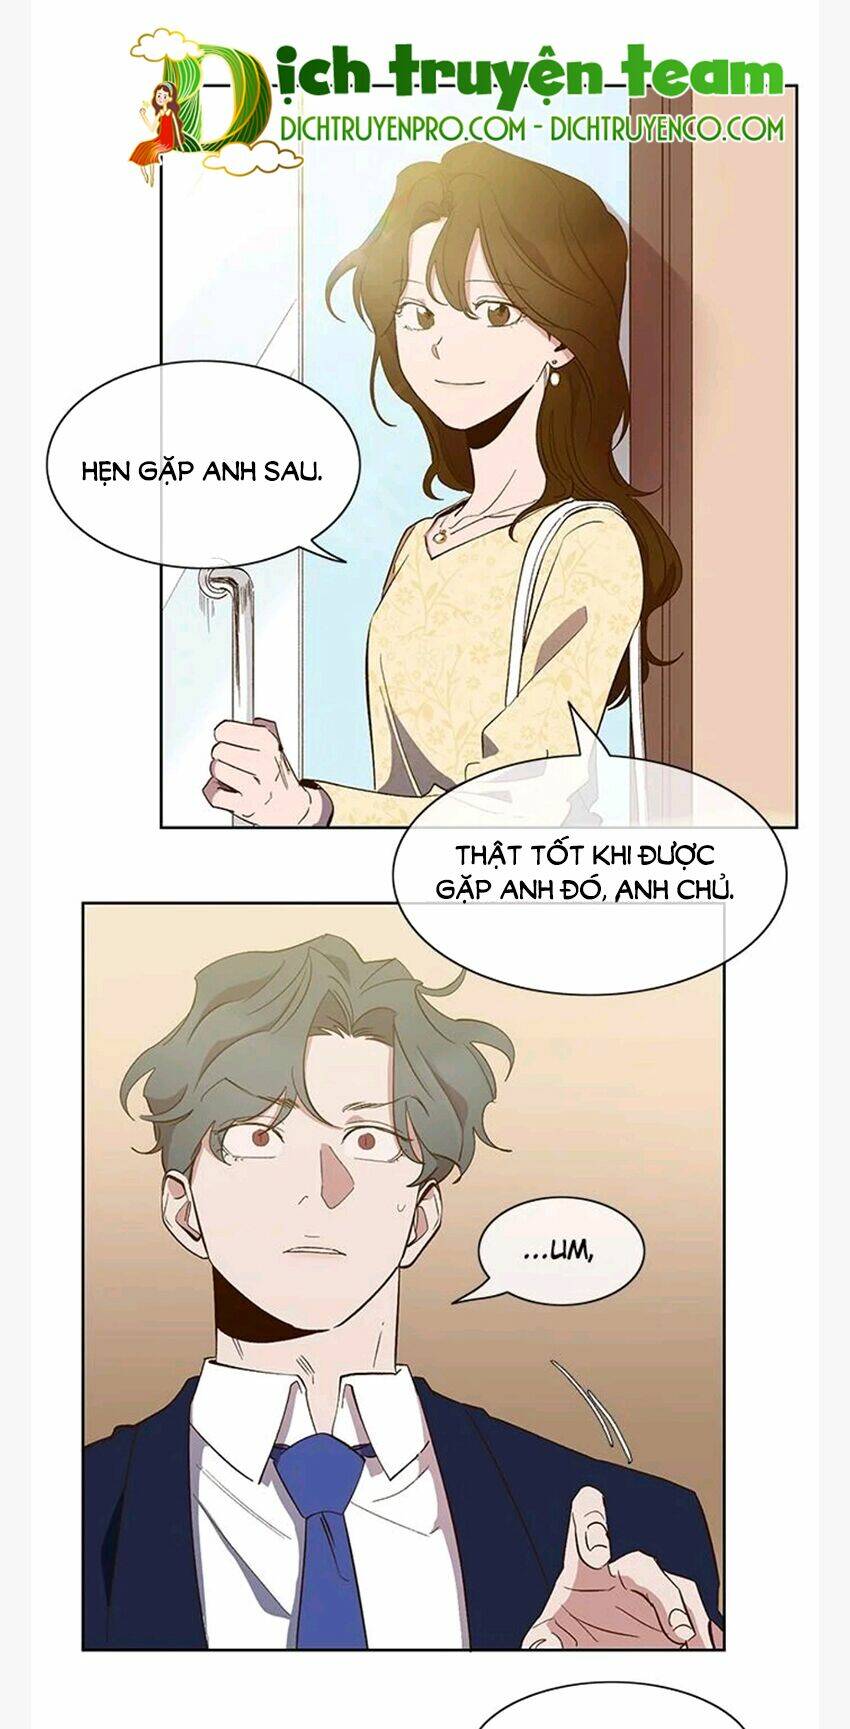 Dịch truyện team
DICHTRUYENPRO.COM - DICHTRUYENCO.COM
HẸN GẶP ANH SAU.
THẬT TỐT KHI ĐƯỢC
GẶP ANH ĐÓ, ANH CHỦ.
...UM,